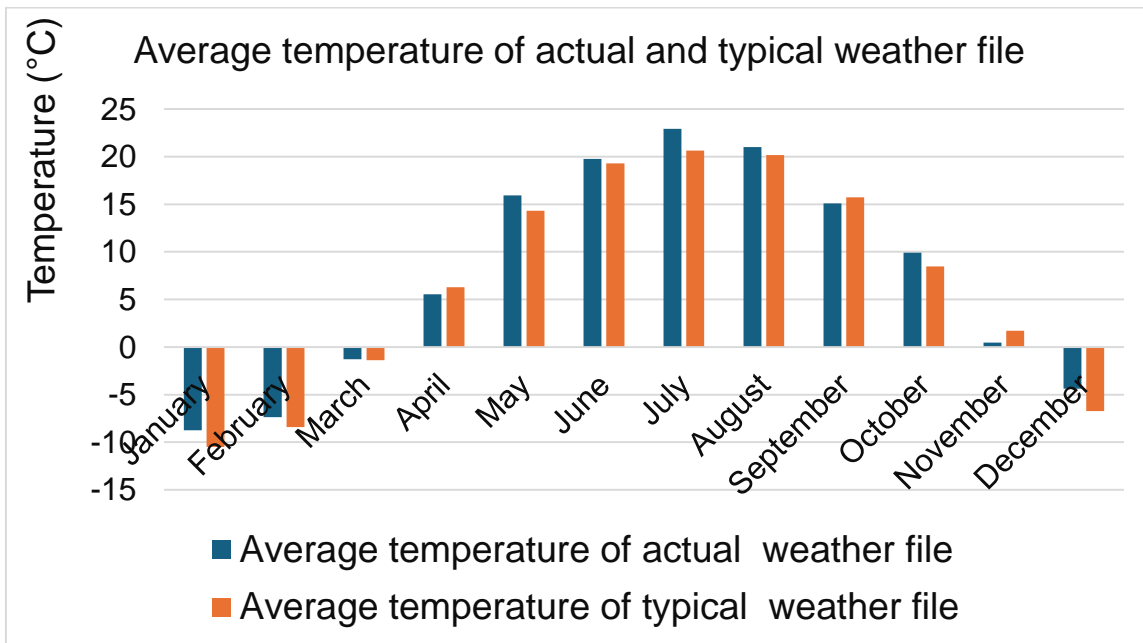 Average temperature of actual and typical weather file
Temperature (°C)
25
20
15
10
5
0
-5
-10
-15
January
February
March
April
May
June
July
August
September
October
November
December
Average temperature of actual weather file
Average temperature of typical weather file